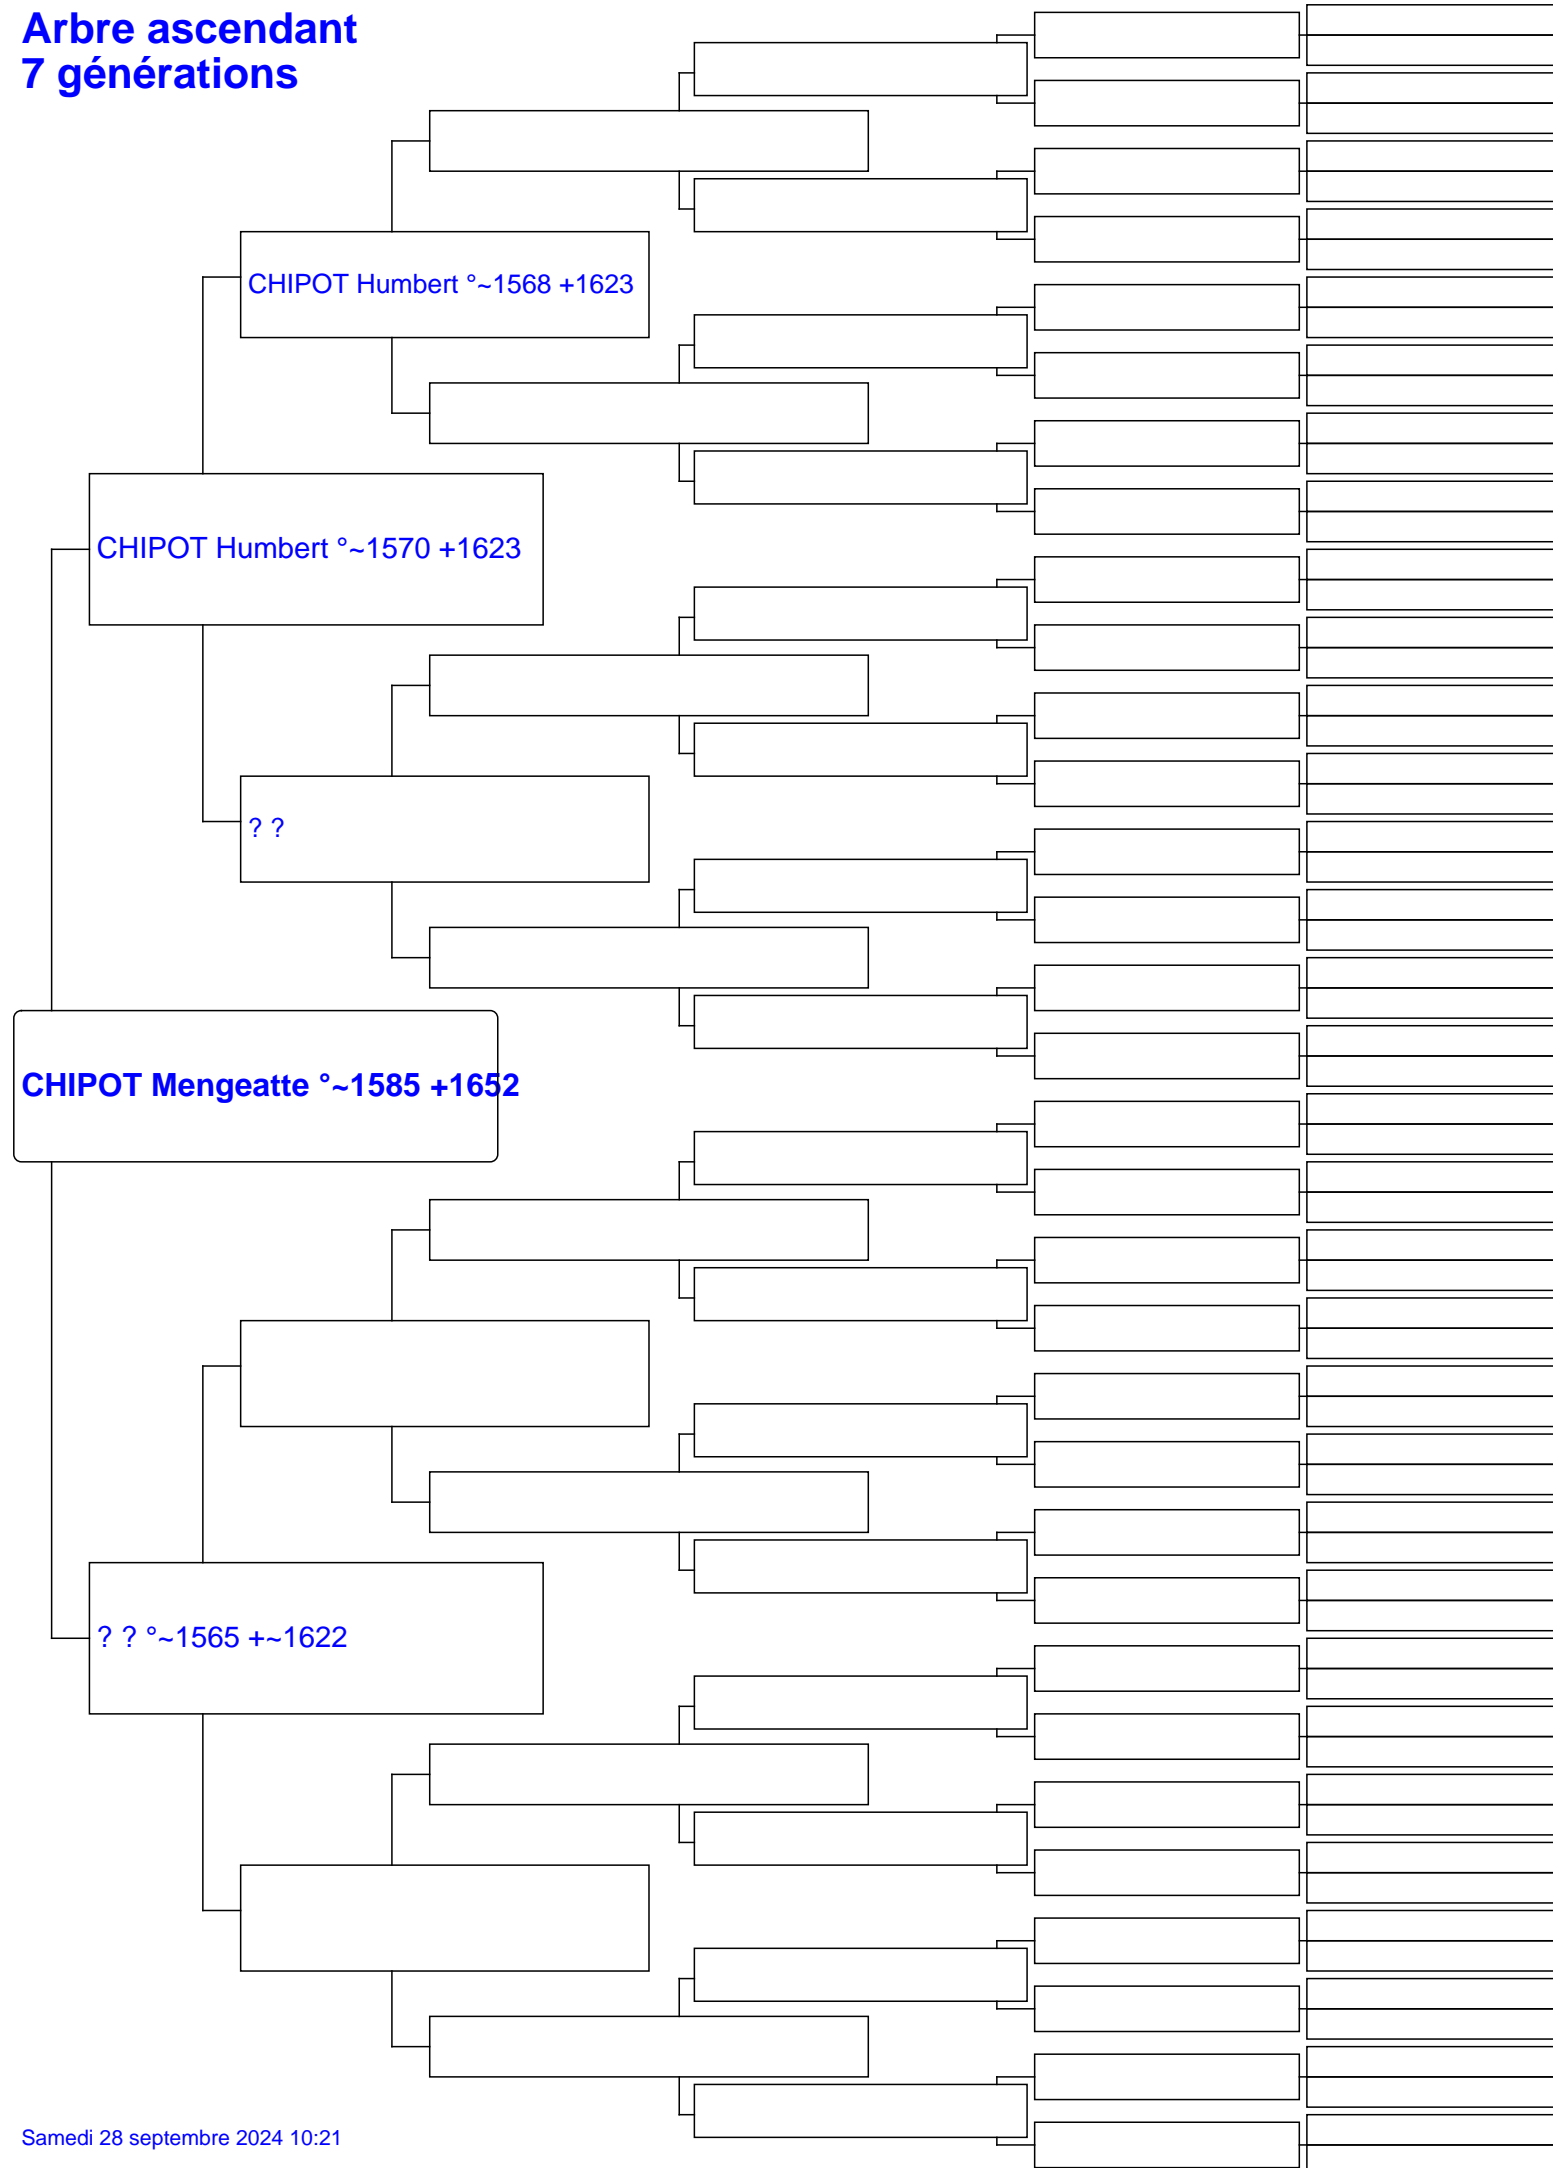 Arbre ascendant
7 générations
CHIPOT Humbert °~1568 +1623
CHIPOT Humbert °~1570 +1623
? ?
CHIPOT Mengeatte °~1585 +1652
? ? °~1565 +~1622
Samedi 28 septembre 2024 10:21